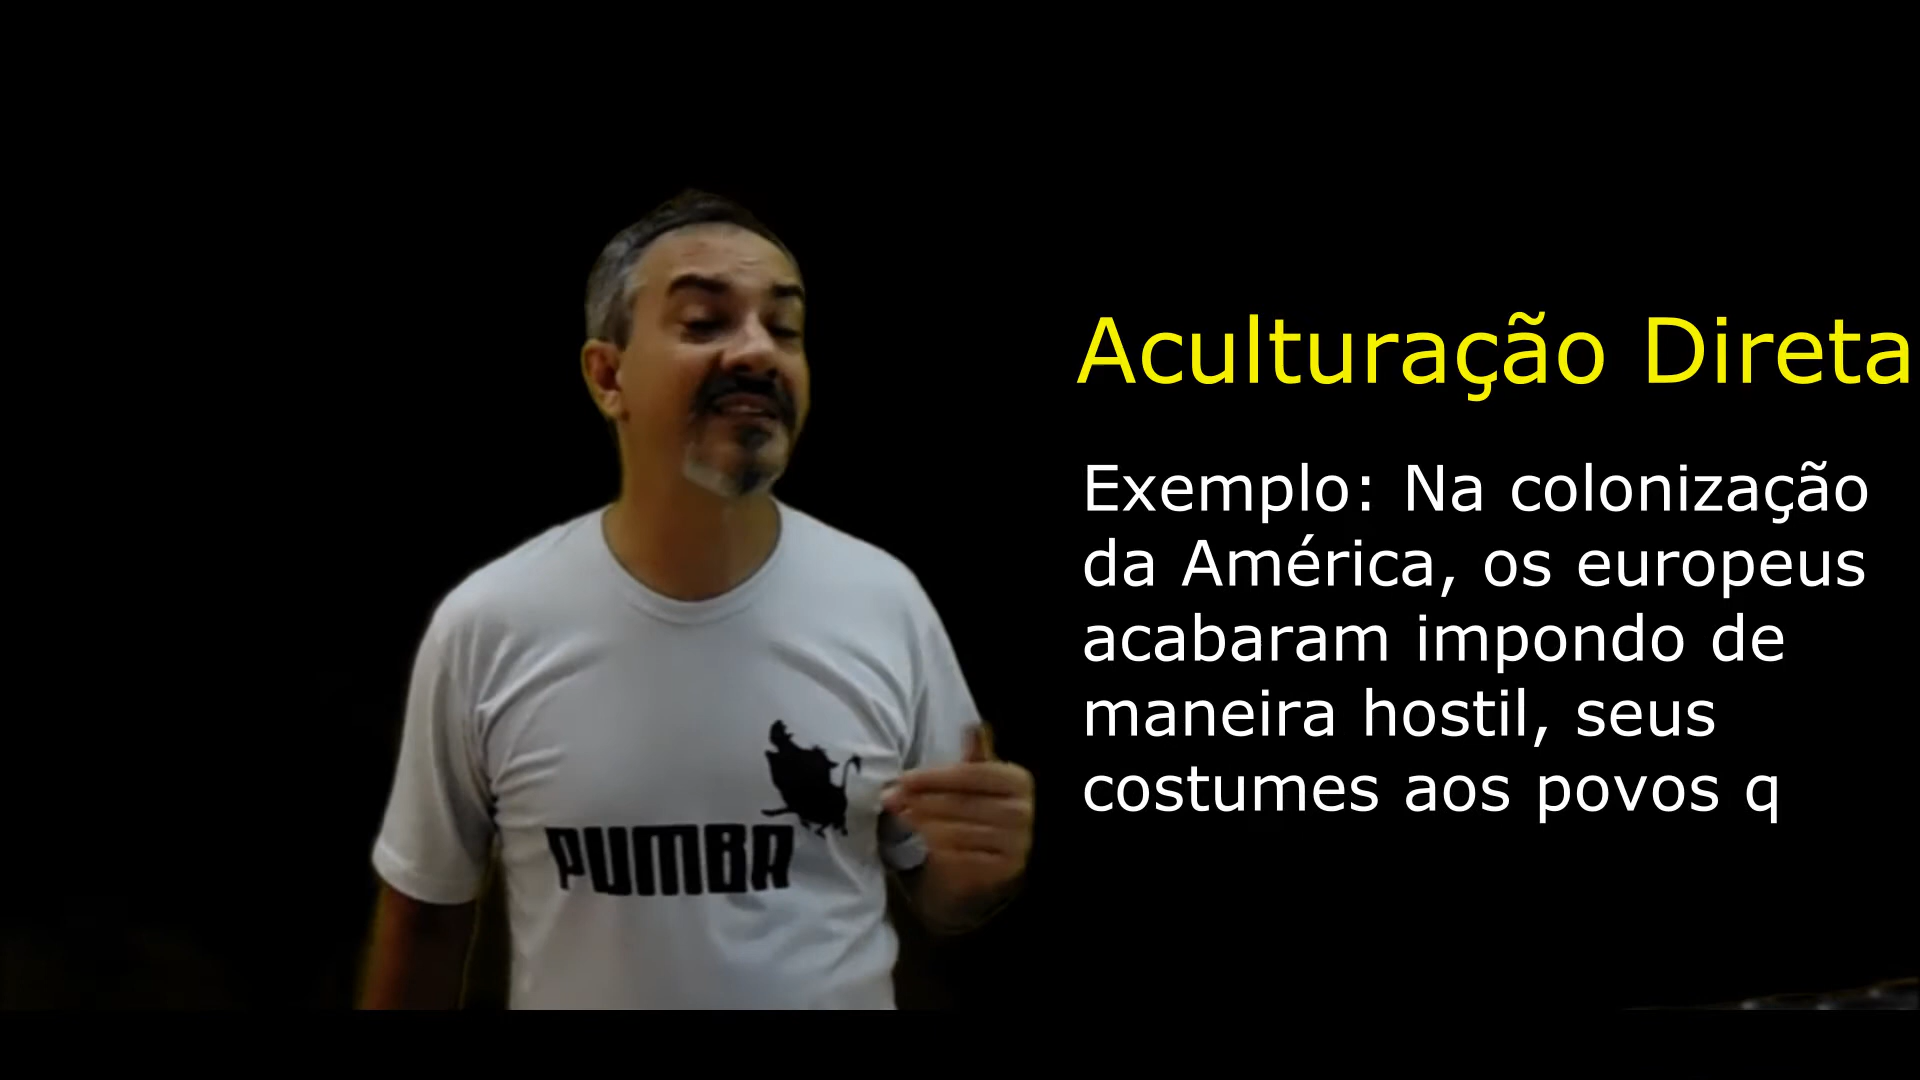 Aculturação Direta
Exemplo: Na colonização
da América, os europeus
acabaram impondo de
maneira hostil, seus
costumes aos povos q
PUMBA